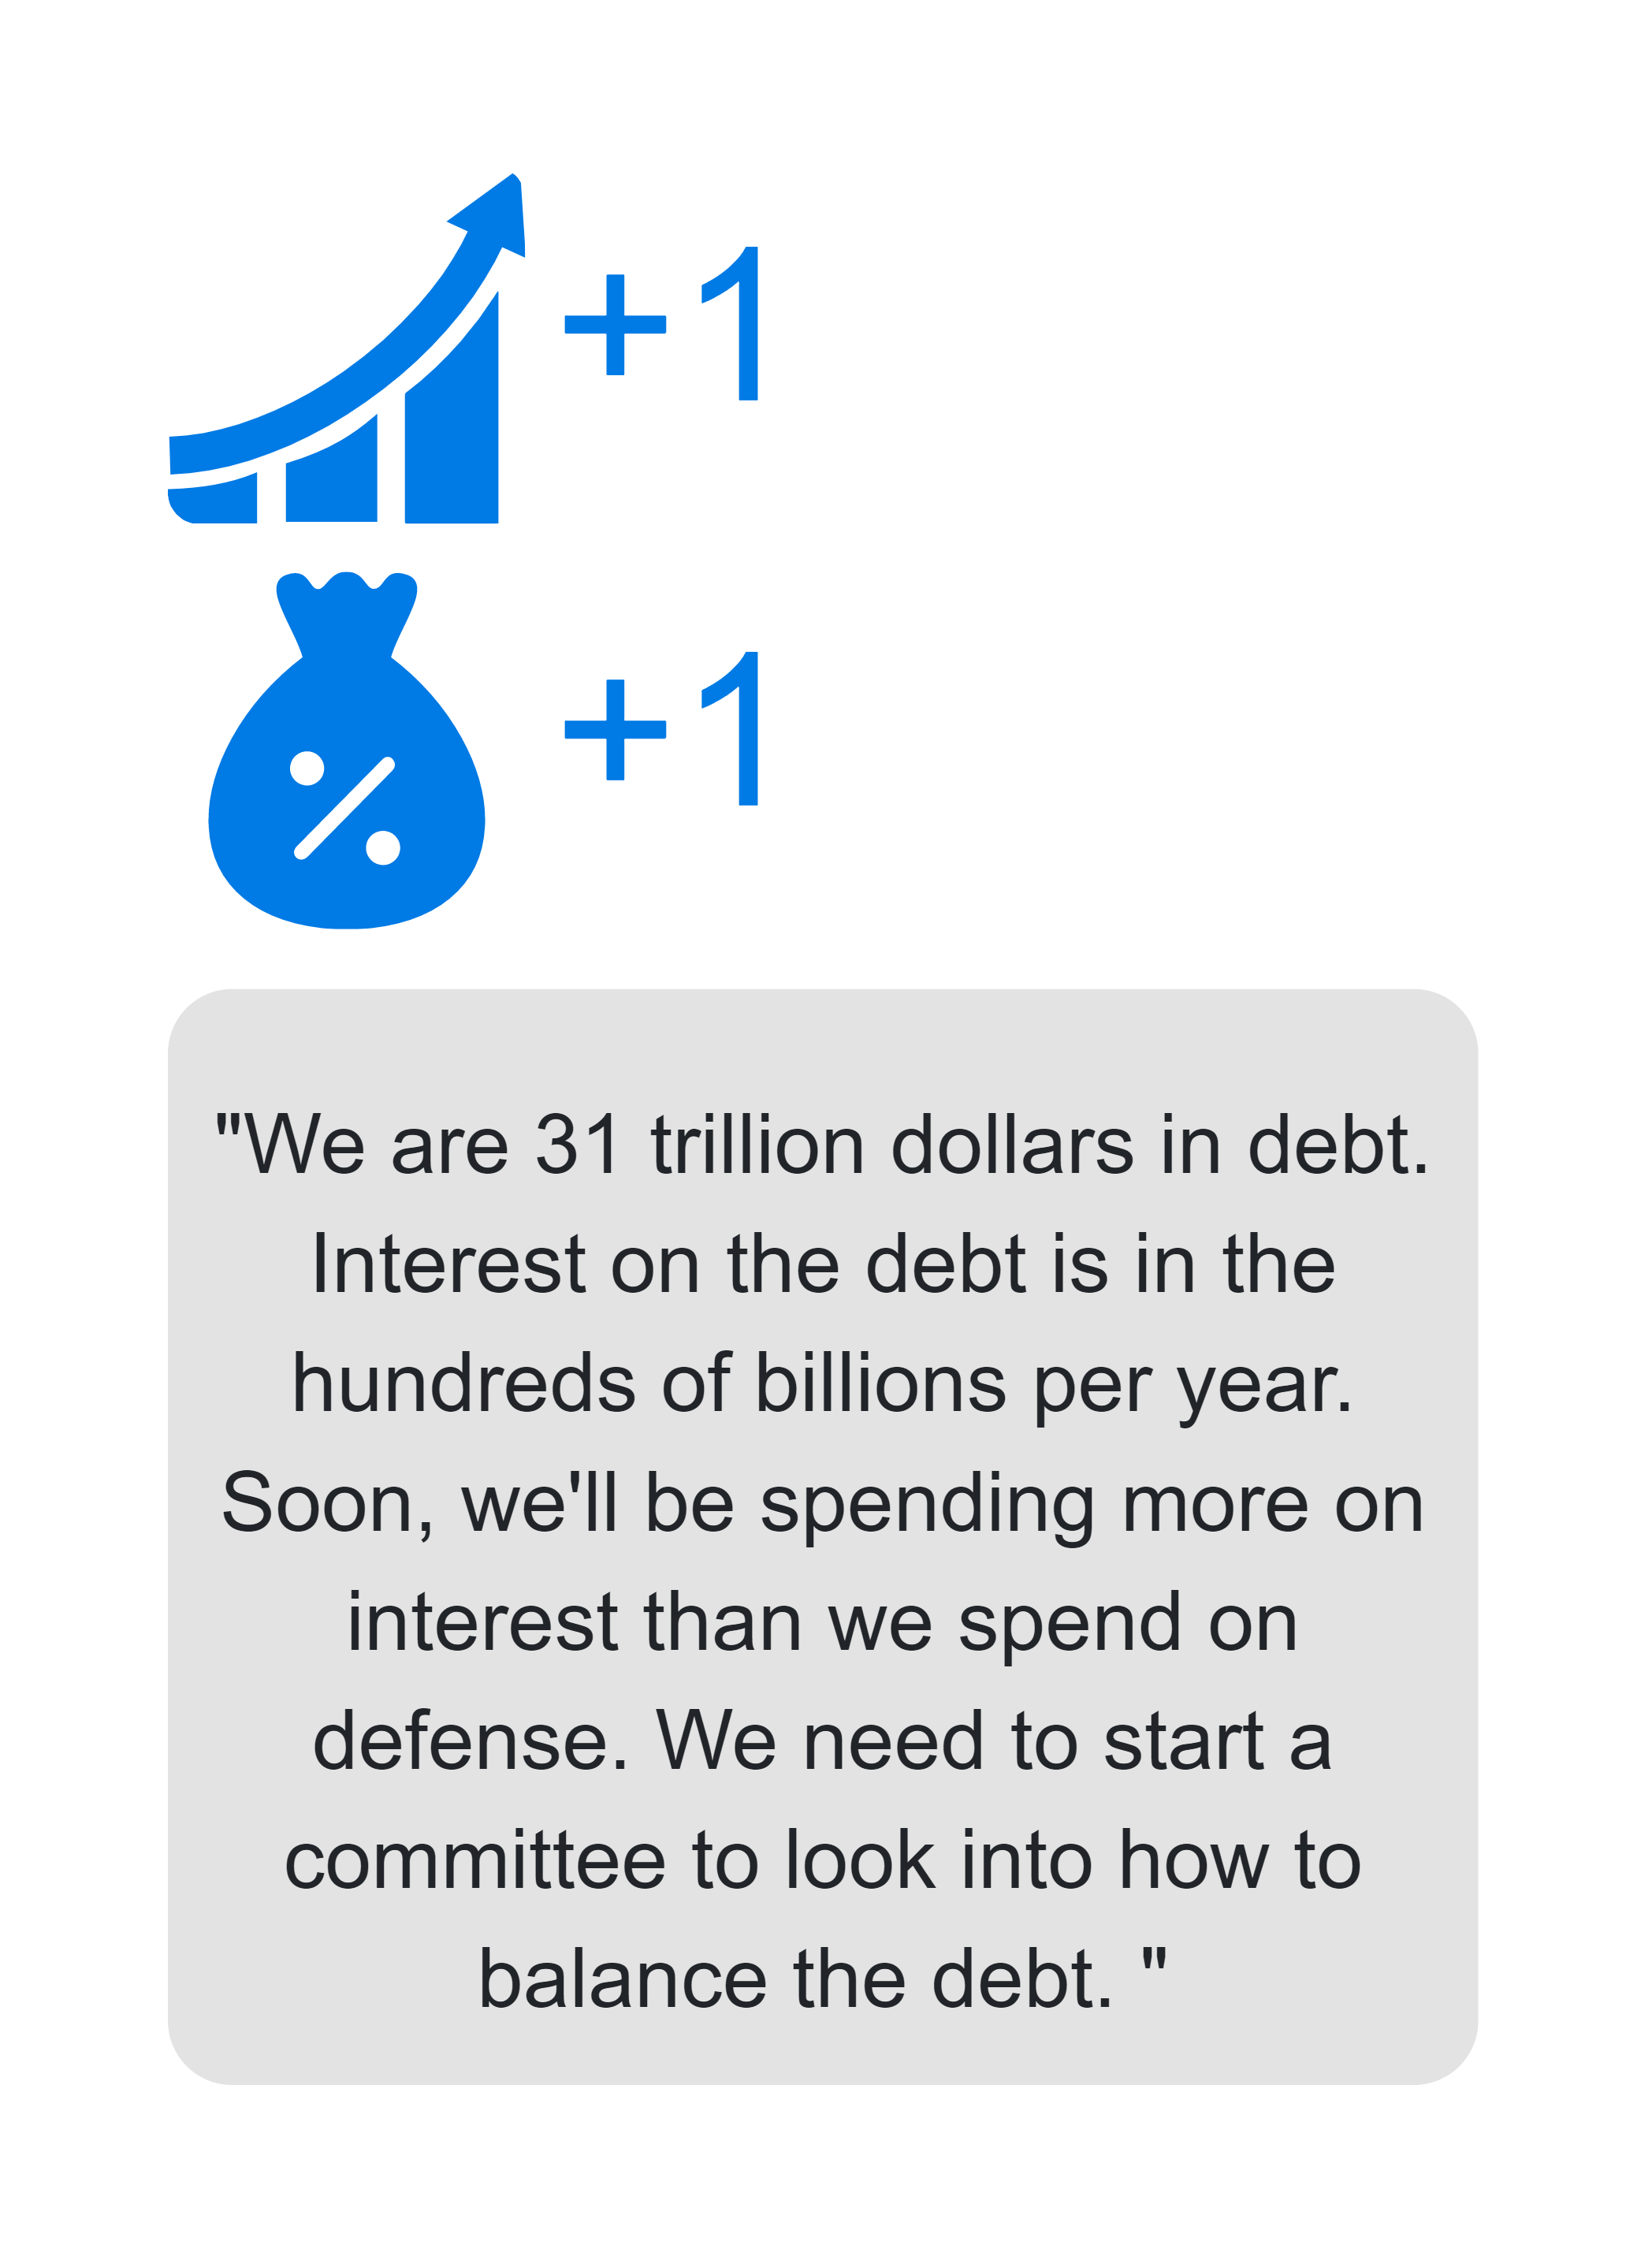 +1
%
+1
"We are 31 trillion dollars in debt.
Interest on the debt is in the
hundreds of billions per year.
Soon, we'll be spending more on
interest than we spend on
defense. We need to start a
committee to look into how to
balance the debt. "